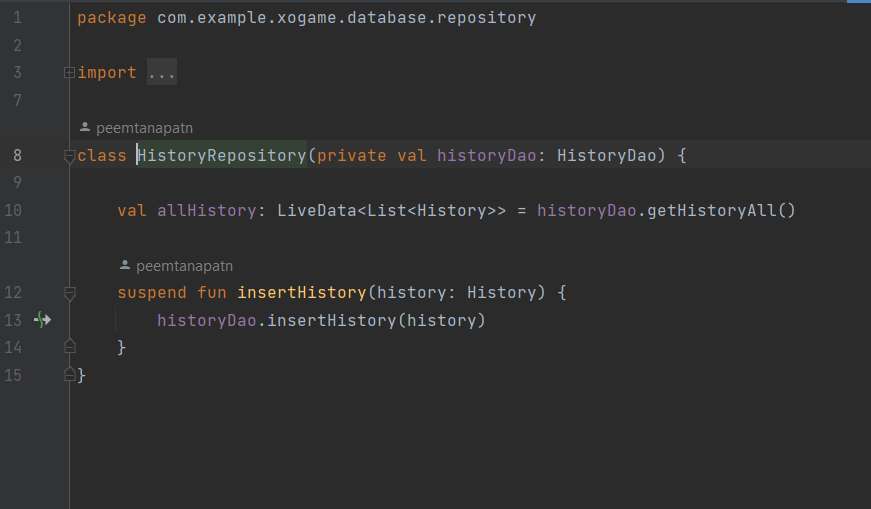 1 package com.example.xogame.database.repository
2
3 import ...
7
peemtanapatn
8 class HistoryRepository(private val historyDao: HistoryDao) {
9
10 val allHistory: LiveData<List<History>> = historyDao.getHistoryAll()
11
peemtanapatn
12 suspend fun insertHistory(history: History) {
13 historyDao.insertHistory(history)
14 }
15 }